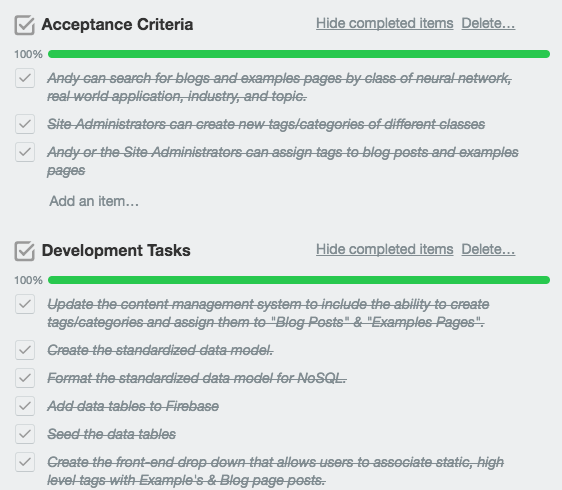 Acceptance Criteria Hide completed items Delete...
100%
Andy can search for blogs and examples pages by class of neural network,
real world application, industry, and topic.
Site Administrators can create new tags/categories of different classes
Andy or the Site Administrators can assign tags to blog posts and examples
pages
Add an item...
Development Tasks Hide completed items Delete...
100%
Update the content management system to include the ability to create
tags/categories and assign them to "Blog Posts" & "Examples Pages".
Create the standardized data model.
Format the standardized data model for NoSQL.
Add data tables to Firebase
Seed the data tables
Create the front-end drop down that allows users to associate static, high
level tags with Example's & Blog page posts.